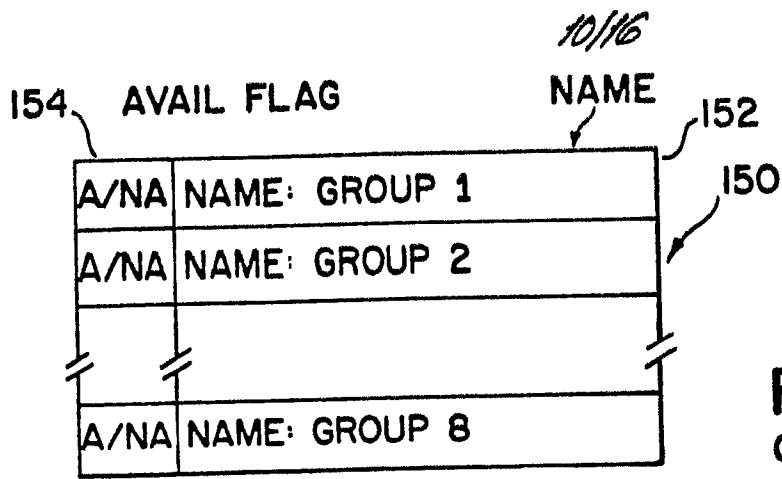 10/16
154 AVAIL FLAG NAME 152
150
A/NA NAME: GROUP 1
A/NA NAME: GROUP 2
A/NA NAME: GROUP 8